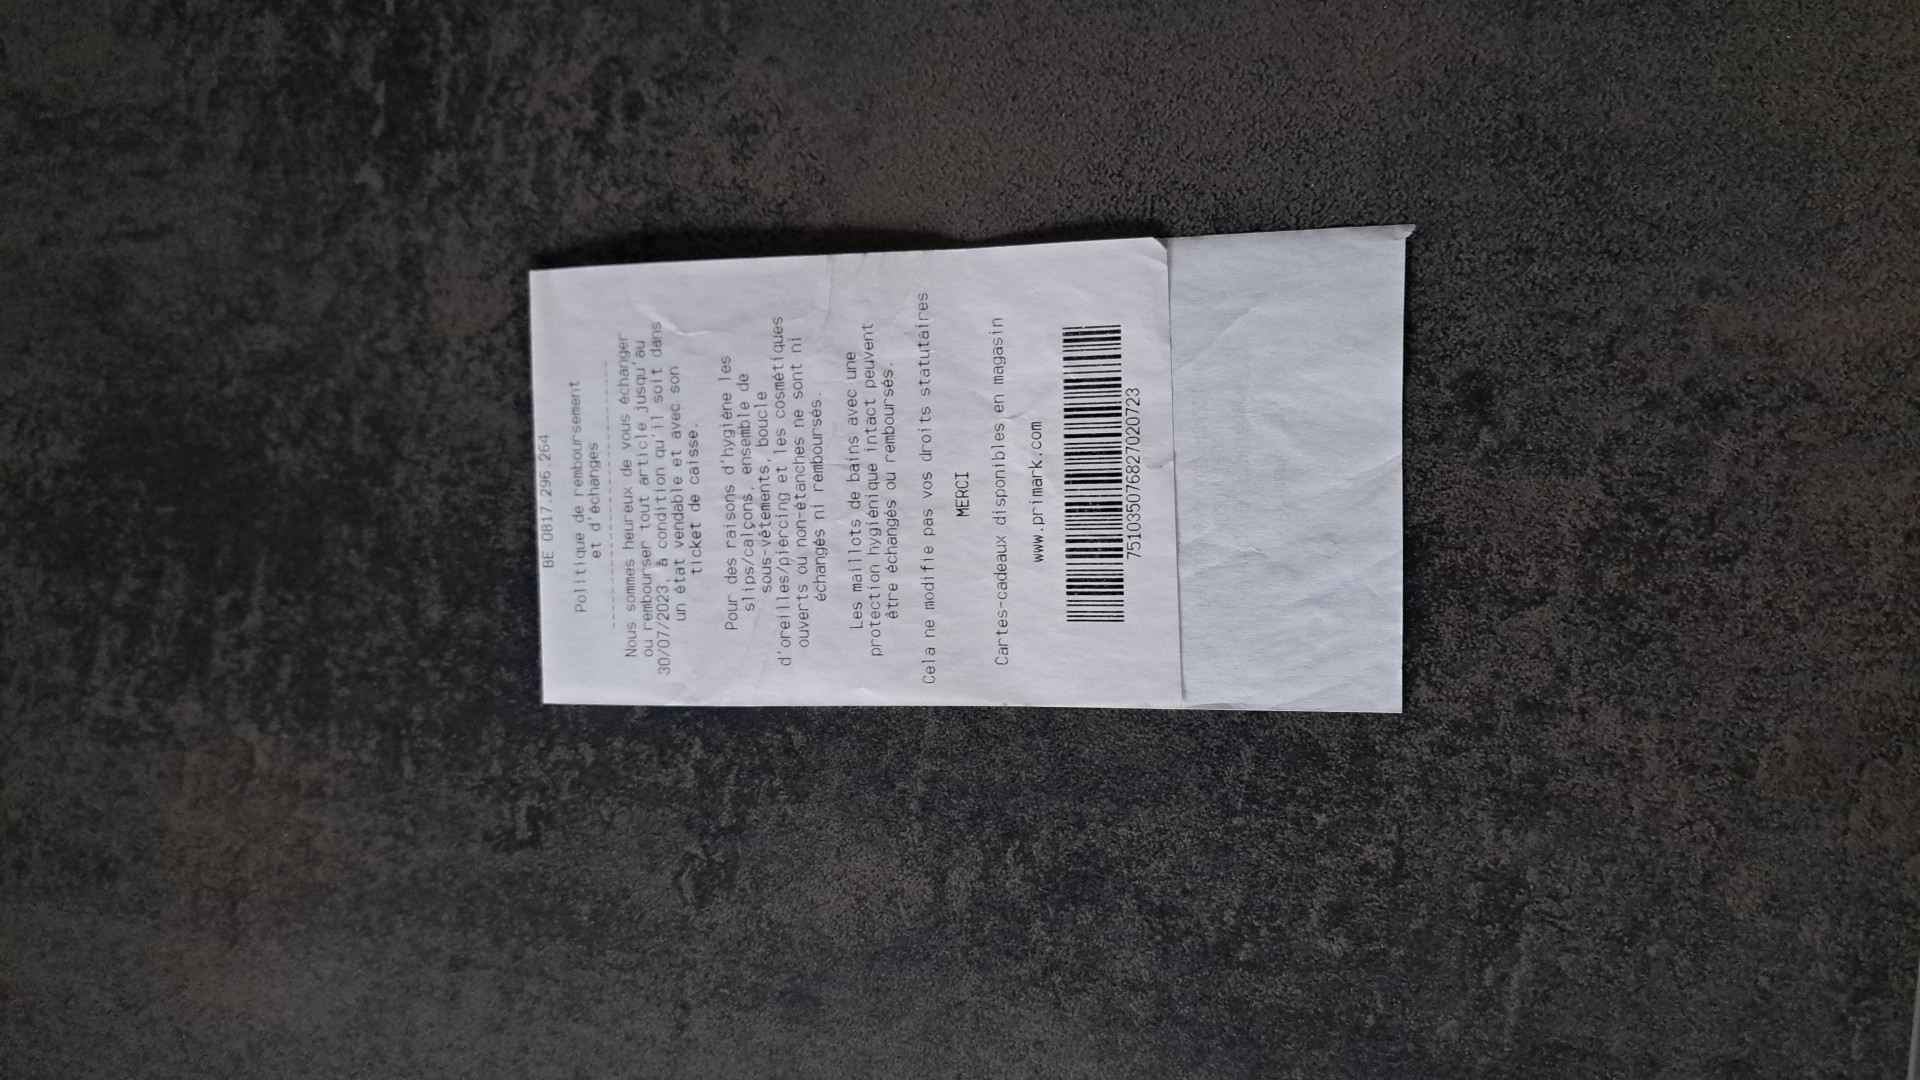 BE 0817.296.264
Politique de remboursement
et d'échanges
----------------------------
Nous sommes heureux de vous échanger
ou rembourser tout article jusqu'au
30/07/2023, à condition qu'il soit dans
un état vendable et avec son
ticket de caisse.
Pour des raisons d'hygiène les
slips/calçons, ensemble de
sous-vêtements, boucle
d'oreilles/piercing et les cosmétiques
ouverts ou non-étanches ne sont ni
échangés ni remboursés.
Les maillots de bains avec une
protection hygiénique intact peuvent
être échangés ou remboursés.
Cela ne modifie pas vos droits statutaires
MERCI
Cartes-cadeaux disponibles en magasin
www.primark.com
751035076827020723